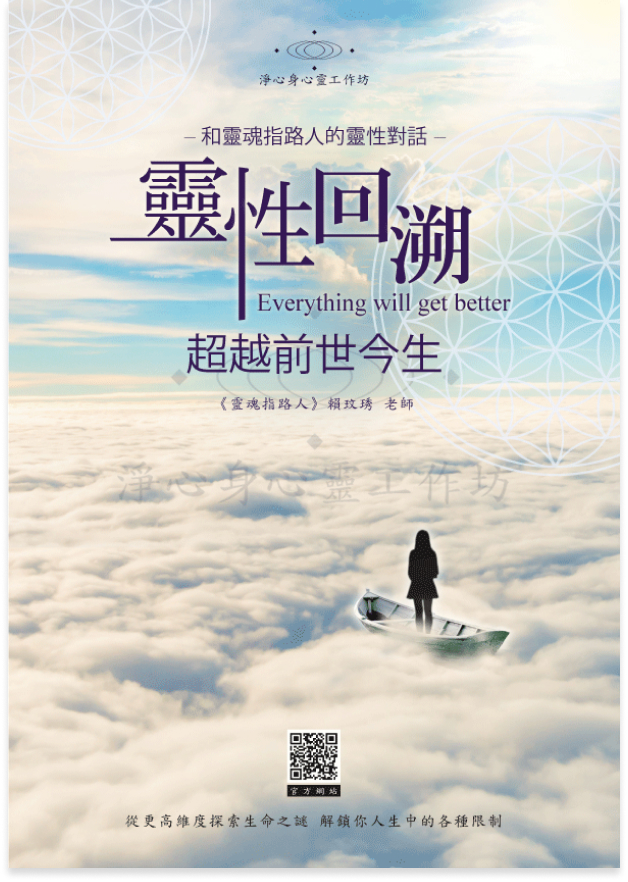 淨心身心靈工作坊
— 和靈魂指路人的靈性對話 —
靈性回溯
Everything will get better
超越前世今生
《靈魂指路人》賴玟琇 老師
淨心身心靈工作坊
官方網站
從更高維度探索生命之謎 解鎖你人生中的各種限制